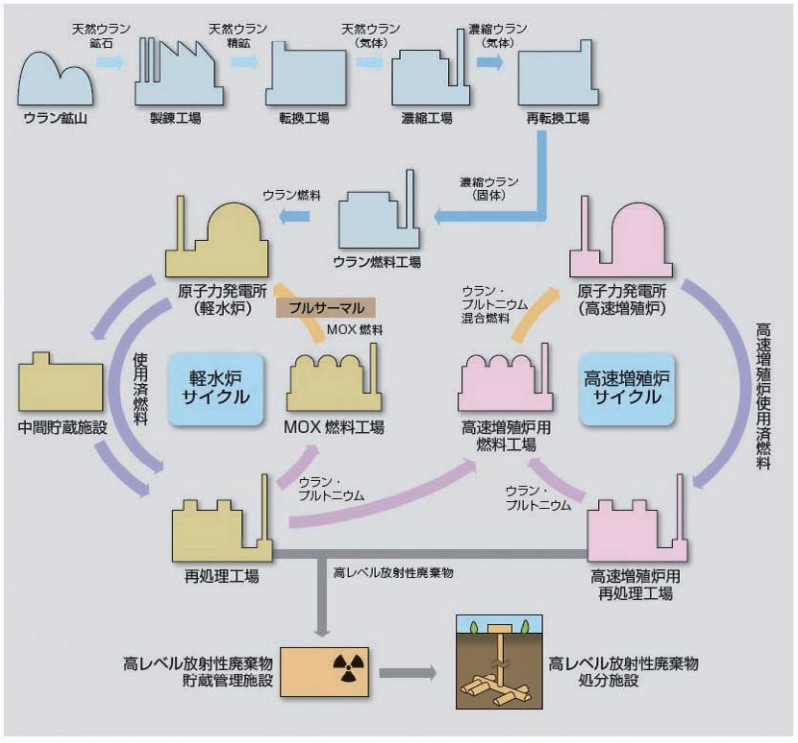 天然ウラン
鉱石
天然ウラン
精鉱
天然ウラン
(気体)
濃縮ウラン
(気体)
ウラン鉱山
製錬工場
転換工場
濃縮工場
再転換工場
ウラン燃料
濃縮ウラン
(固体)
ウラン燃料工場
原子力発電所
(軽水炉)
プルサーマル
MOX 燃料
ウラン・
プルトニウム
混合燃料
原子力発電所
(高速増殖炉)
使用済燃料
軽水炉
サイクル
高速増殖炉
サイクル
高速増殖炉使用済燃料
中間貯蔵施設
MOX 燃料工場
高速増殖炉用
燃料工場
ウラン・
プルトニウム
ウラン・
プルトニウム
再処理工場
高レベル放射性廃棄物
高速増殖炉用
再処理工場
高レベル放射性廃棄物
貯蔵管理施設
高レベル放射性廃棄物
処分施設